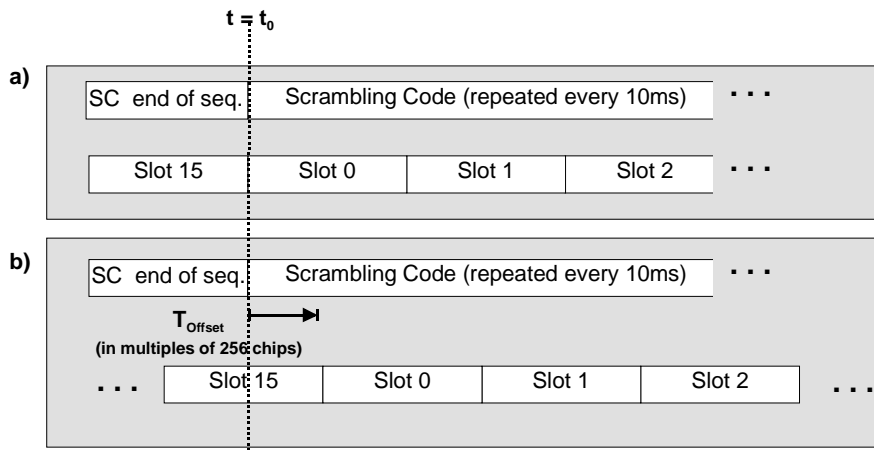 t = t0
a)
SC end of seq. Scrambling Code (repeated every 10ms) . . .
Slot 15 Slot 0 Slot 1 Slot 2 . . .
b)
SC end of seq. Scrambling Code (repeated every 10ms) . . .
TOffset
(in multiples of 256 chips)
. . . Slot 15 Slot 0 Slot 1 Slot 2 . . .